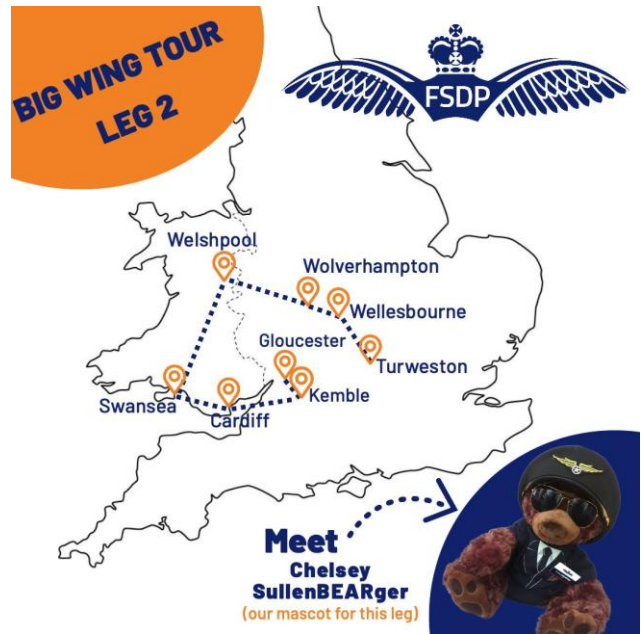 BIG WING TOUR
LEG 2
FSDP
Welshpool
Wolverhampton
Wellesbourne
Gloucester
Turweston
Swansea
Cardiff
Kemble
Meet
Chelsey
SullenBEARger
(our mascot for this leg)